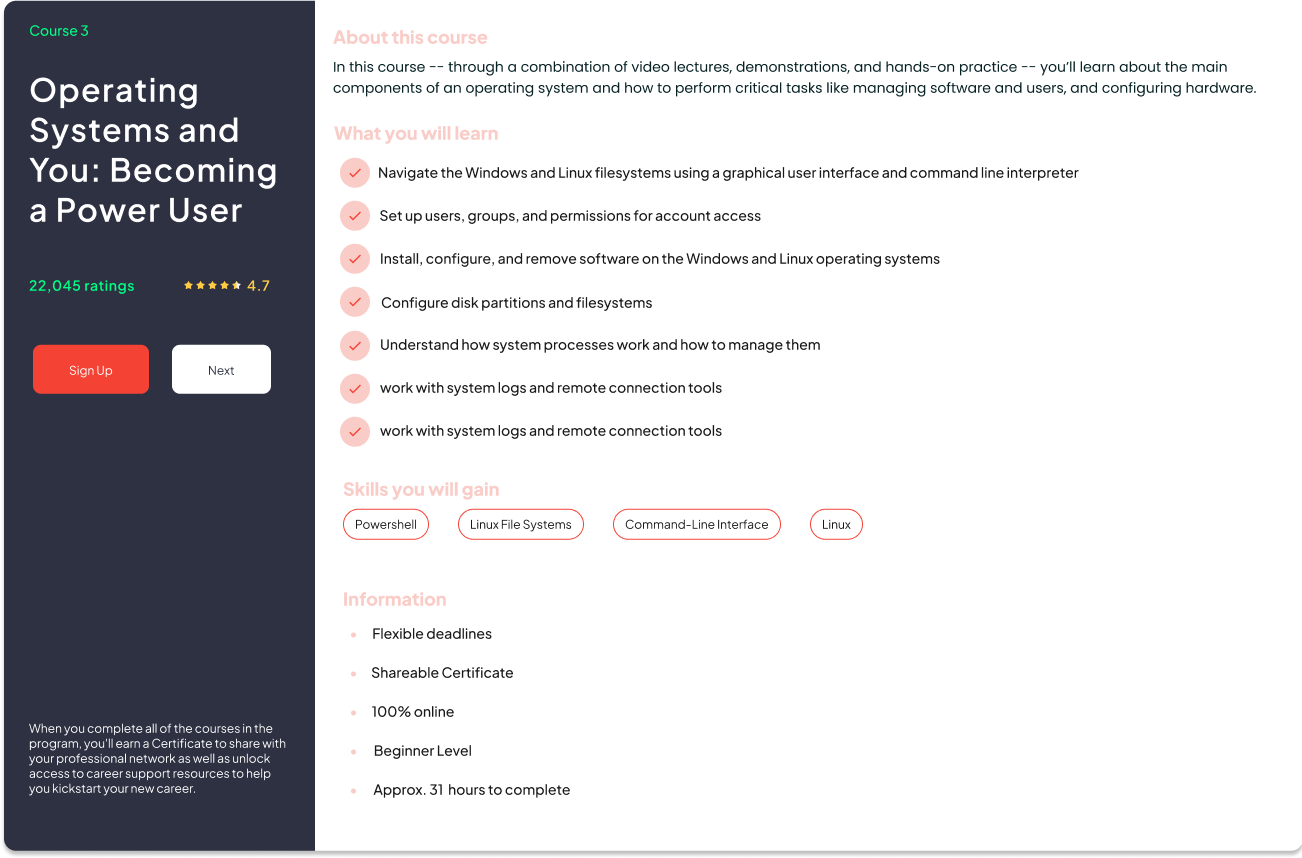 Course 3
Operating
Systems and
You: Becoming
a Power User
22,045 ratings
4.7
Sign Up
Next
When you complete all of the courses in the
program, you'll earn a Certificate to share with
your professional network as well as unlock
access to career support resources to help
you kickstart your new career.
About this course
In this course -- through a combination of video lectures, demonstrations, and hands-on practice -- you'll learn about the main
components of an operating system and how to perform critical tasks like managing software and users, and configuring hardware.
What you will learn
Navigate the Windows and Linux filesystems using a graphical user interface and command line interpreter
Set up users, groups, and permissions for account access
Install, configure, and remove software on the Windows and Linux operating systems
Configure disk partitions and filesystems
Understand how system processes work and how to manage them
work with system logs and remote connection tools
work with system logs and remote connection tools
Skills you will gain
Powershell
Linux File Systems
Command-Line Interface
Linux
Information
Flexible deadlines
Shareable Certificate
100% online
Beginner Level
Approx. 31 hours to complete